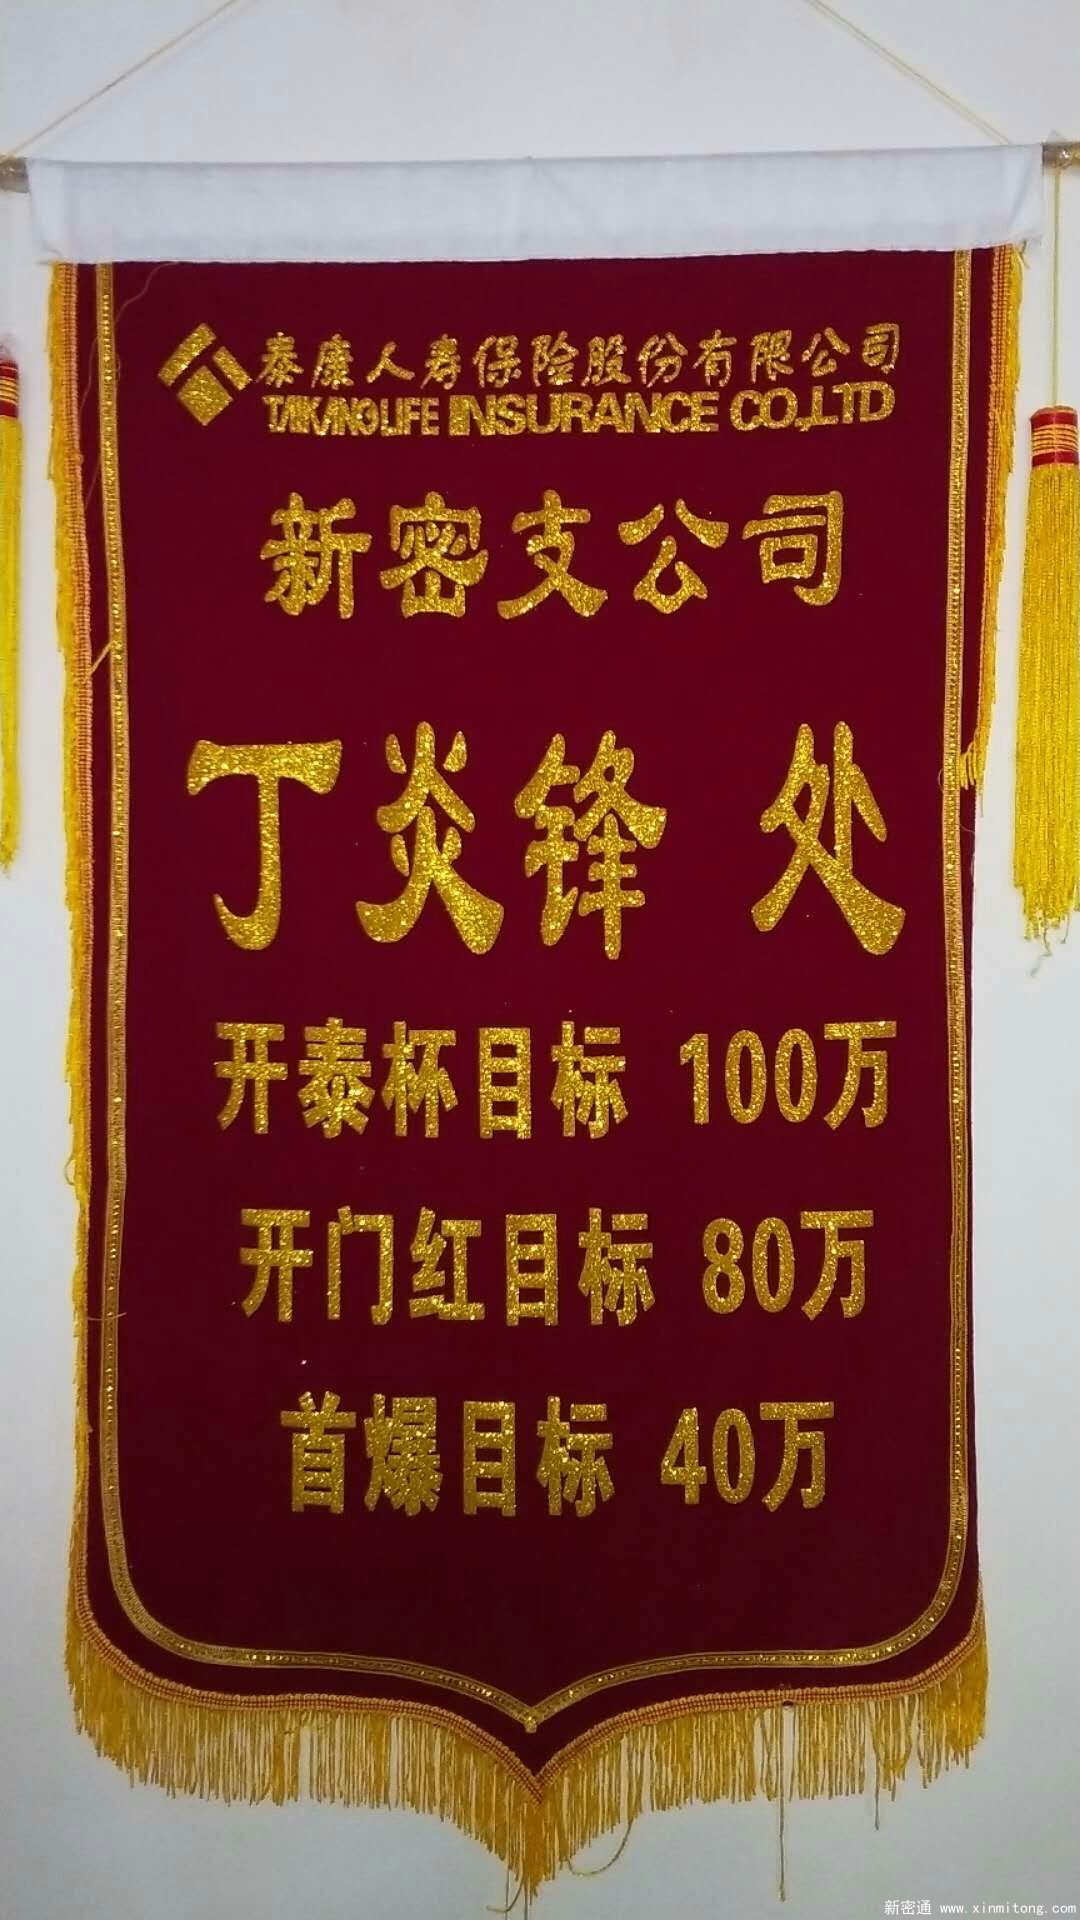 泰康人寿保险股份有限公司
TAIKANG LIFE INSURANCE CO.,LTD
新密支公司
丁炎锋 处
开泰杯目标 100万
开门红目标 80万
首爆目标 40万
新密通 www.xinmitong.com